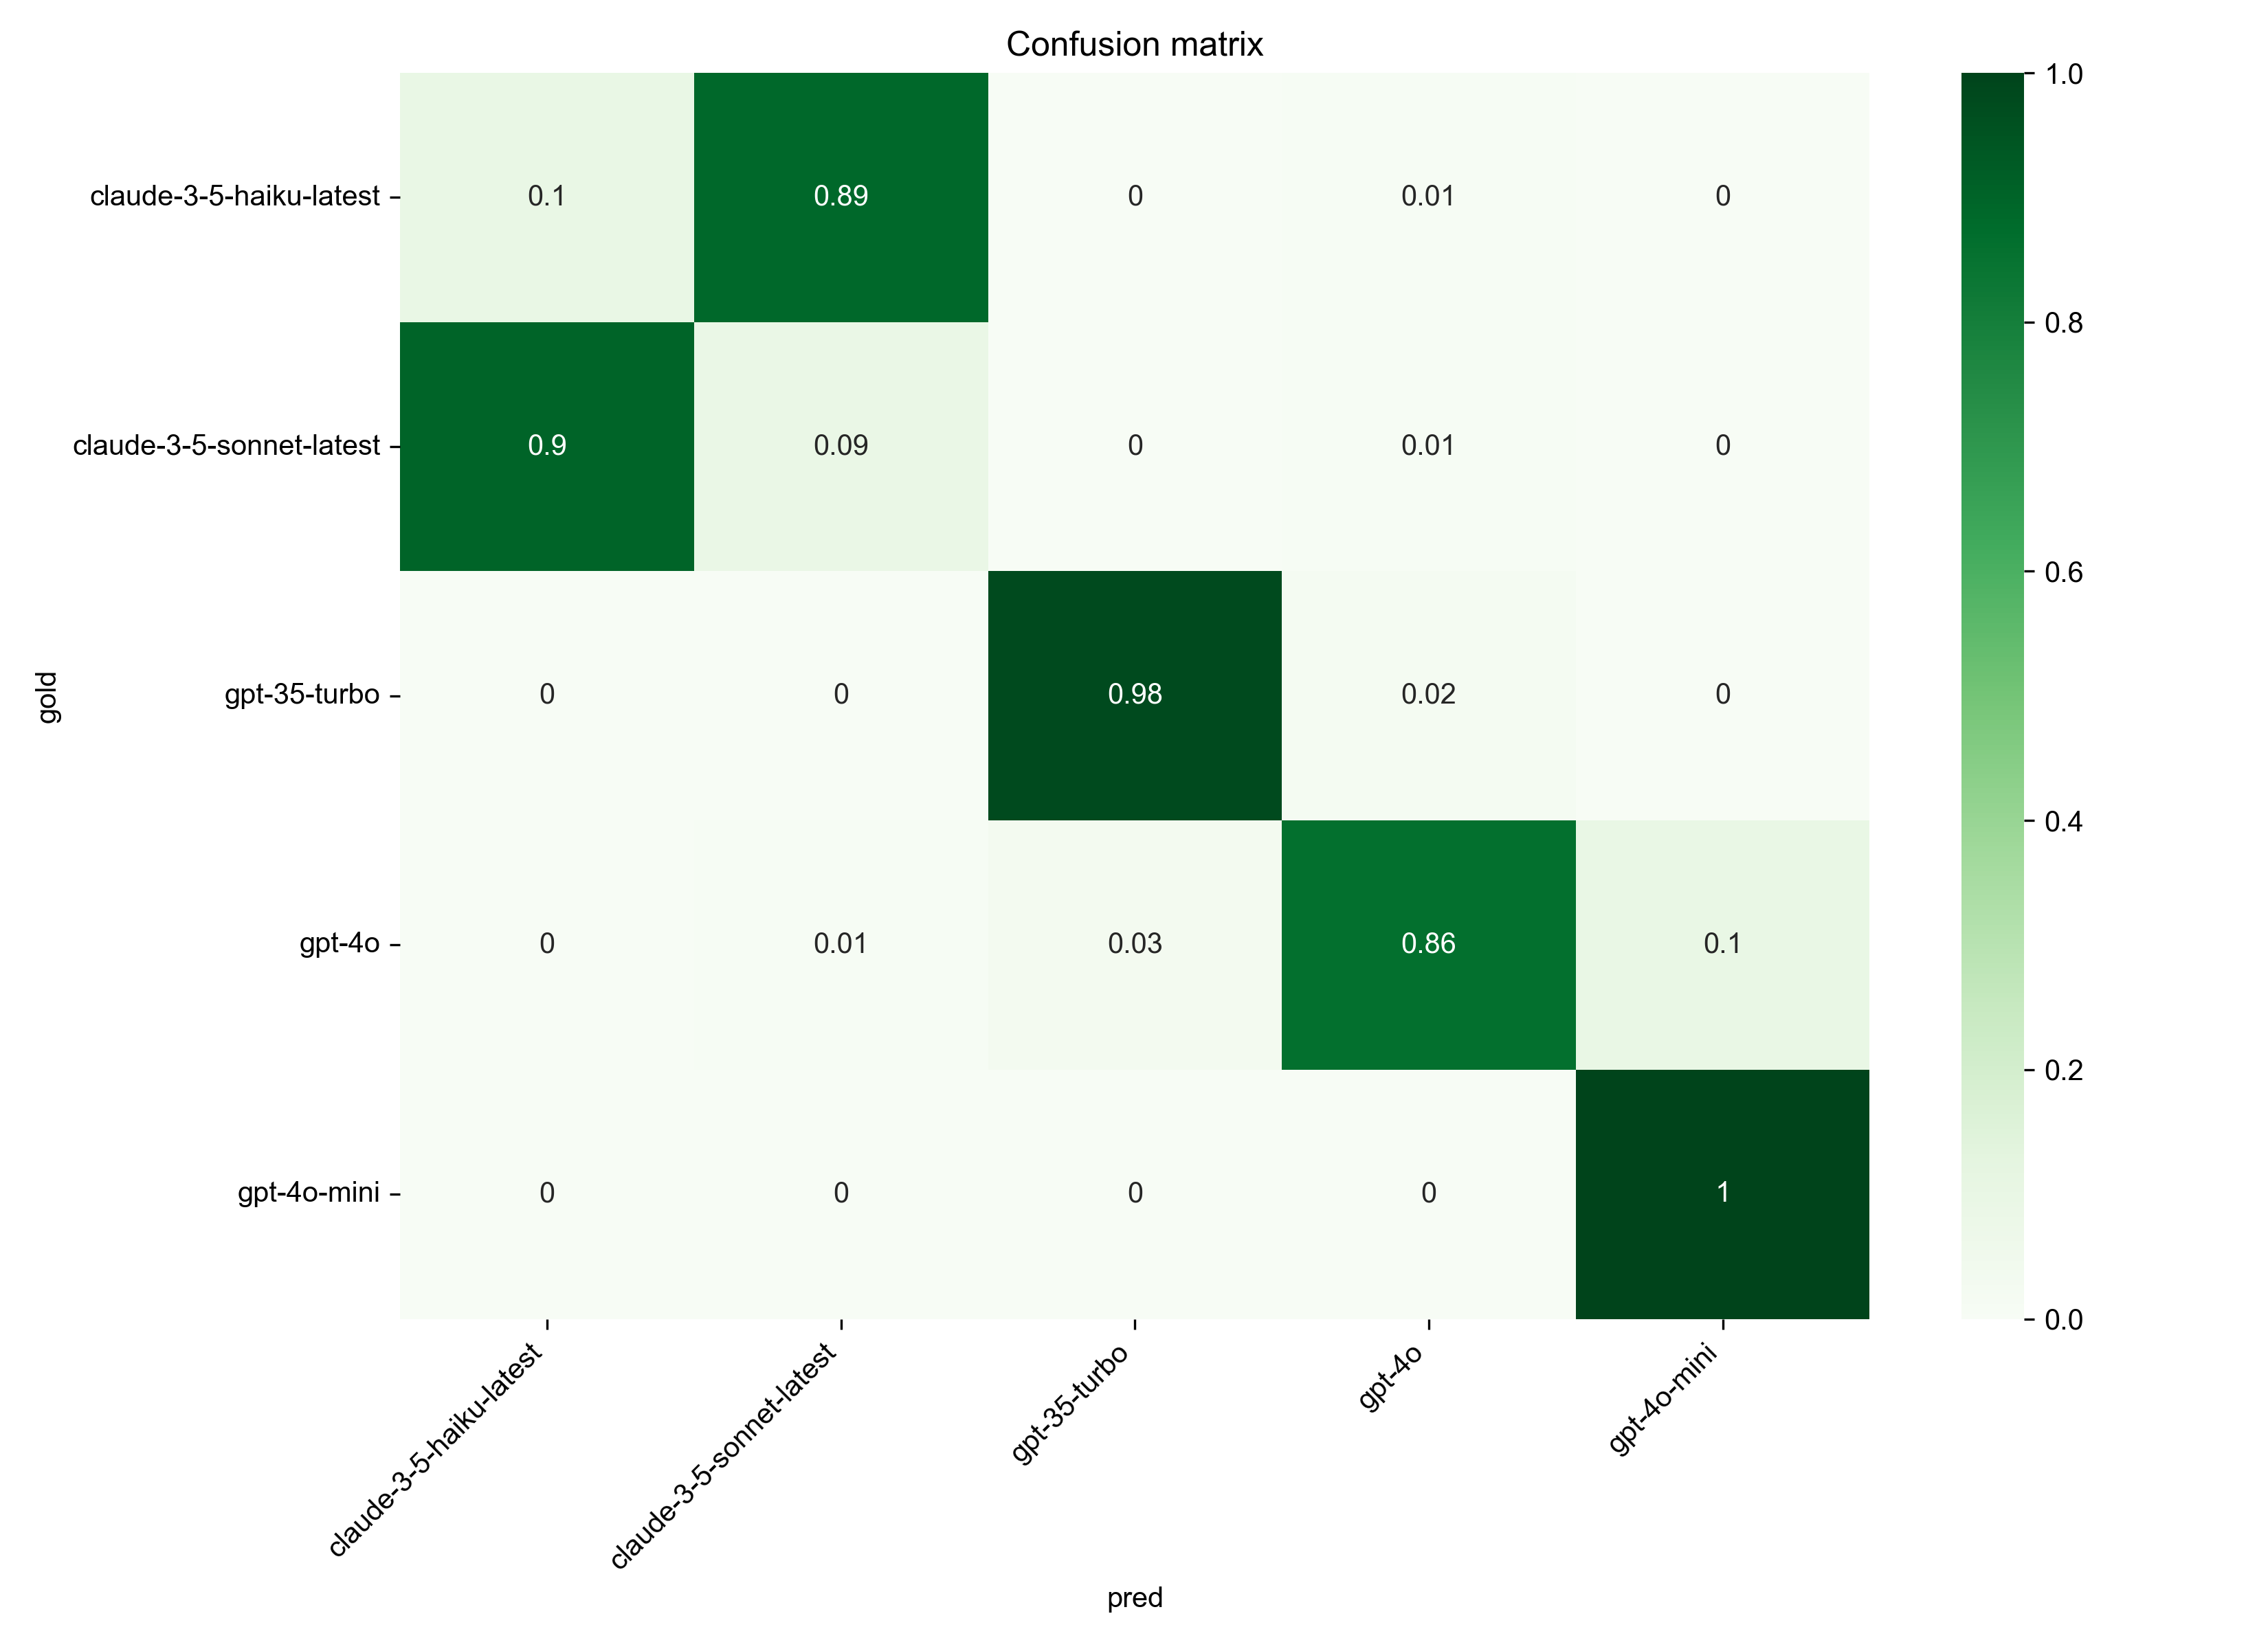 Confusion matrix
claude-3-5-haiku-latest 0.1 0.89 0 0.01 0
claude-3-5-sonnet-latest 0.9 0.09 0 0.01 0
gpt-35-turbo 0 0 0.98 0.02 0
gpt-4o 0 0.01 0.03 0.86 0.1
gpt-4o-mini 0 0 0 0 1
gold
claude-3-5-haiku-latest
claude-3-5-sonnet-latest
gpt-35-turbo
gpt-4o
gpt-4o-mini
pred
1.0
0.8
0.6
0.4
0.2
0.0